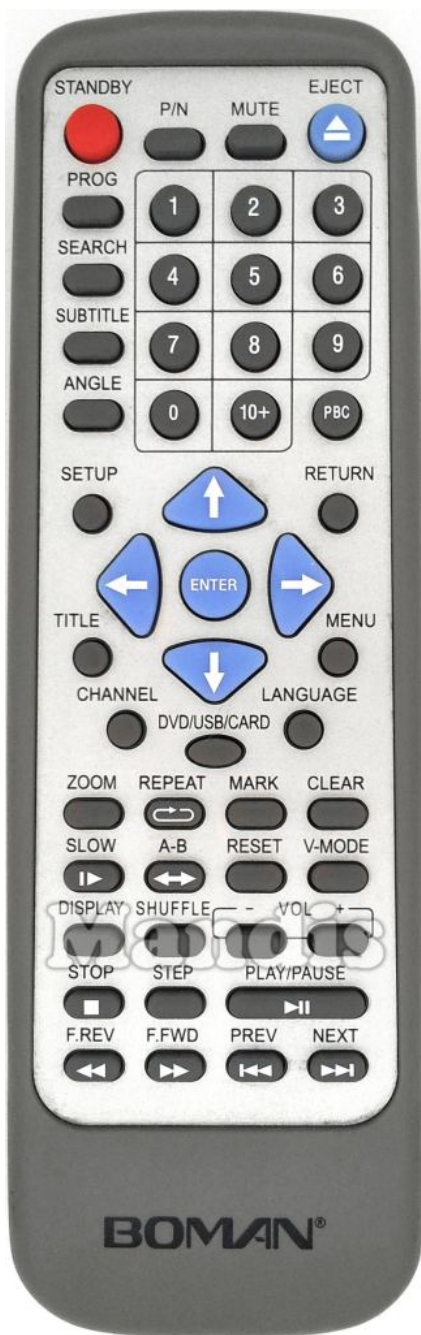 STANDBY P/N MUTE EJECT
PROG 1 2 3
SEARCH 4 5 6
SUBTITLE 7 8 9
ANGLE 0 10+ PBC
SETUP RETURN
ENTER
TITLE MENU
CHANNEL DVD/USB/CARD LANGUAGE
ZOOM REPEAT MARK CLEAR
SLOW A-B RESET V-MODE
DISPLAY SHUFFLE - VOL +
Mandis
STOP STEP PLAY/PAUSE
F.REV F.FWD PREV NEXT
BOMAN®